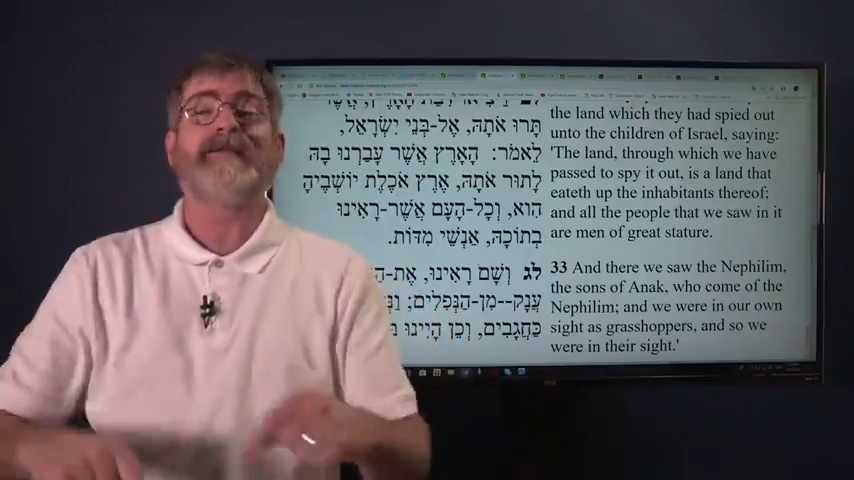 תָּרוּ אֹתָהּ, אֶל-בְּנֵי יִשְׂרָאֵל,
לֵאמֹר: הָאָרֶץ אֲשֶׁר עָבַרְנוּ בָהּ
לָתוּר אֹתָהּ, אֶרֶץ אֹכֶלֶת יוֹשְׁבֶיהָ
הִוא, וְכָל-הָעָם אֲשֶׁר-רָאִינוּ
בְתוֹכָהּ, אַנְשֵׁי מִדּוֹת.
לג וְשָׁם רָאִינוּ, אֶת-
עֲנָק--מִן-הַנְּפִלִים;
כַּחֲגָבִים, וְכֵן הָיִינוּ
the land which they had spied out
unto the children of Israel, saying:
'The land, through which we have
passed to spy it out, is a land that
eateth up the inhabitants thereof;
and all the people that we saw in it
are men of great stature.
33 And there we saw the Nephilim,
the sons of Anak, who come of the
Nephilim; and we were in our own
sight as grasshoppers, and so we
were in their sight.'